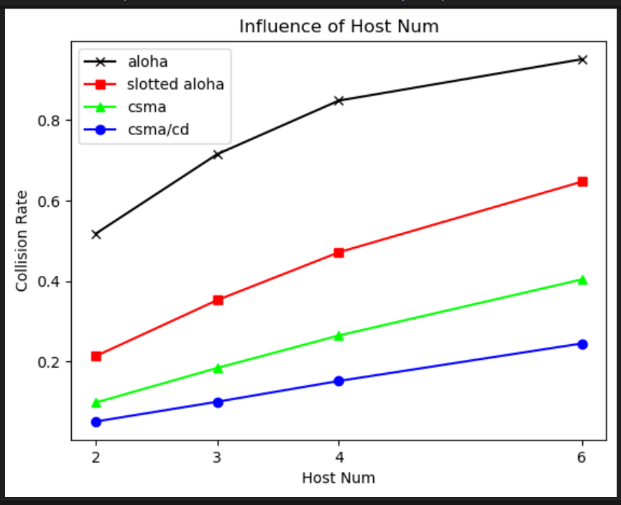 Influence of Host Num
aloha
slotted aloha
csma
csma/cd
Collision Rate
0.8
0.6
0.4
0.2
2 3 4 6
Host Num